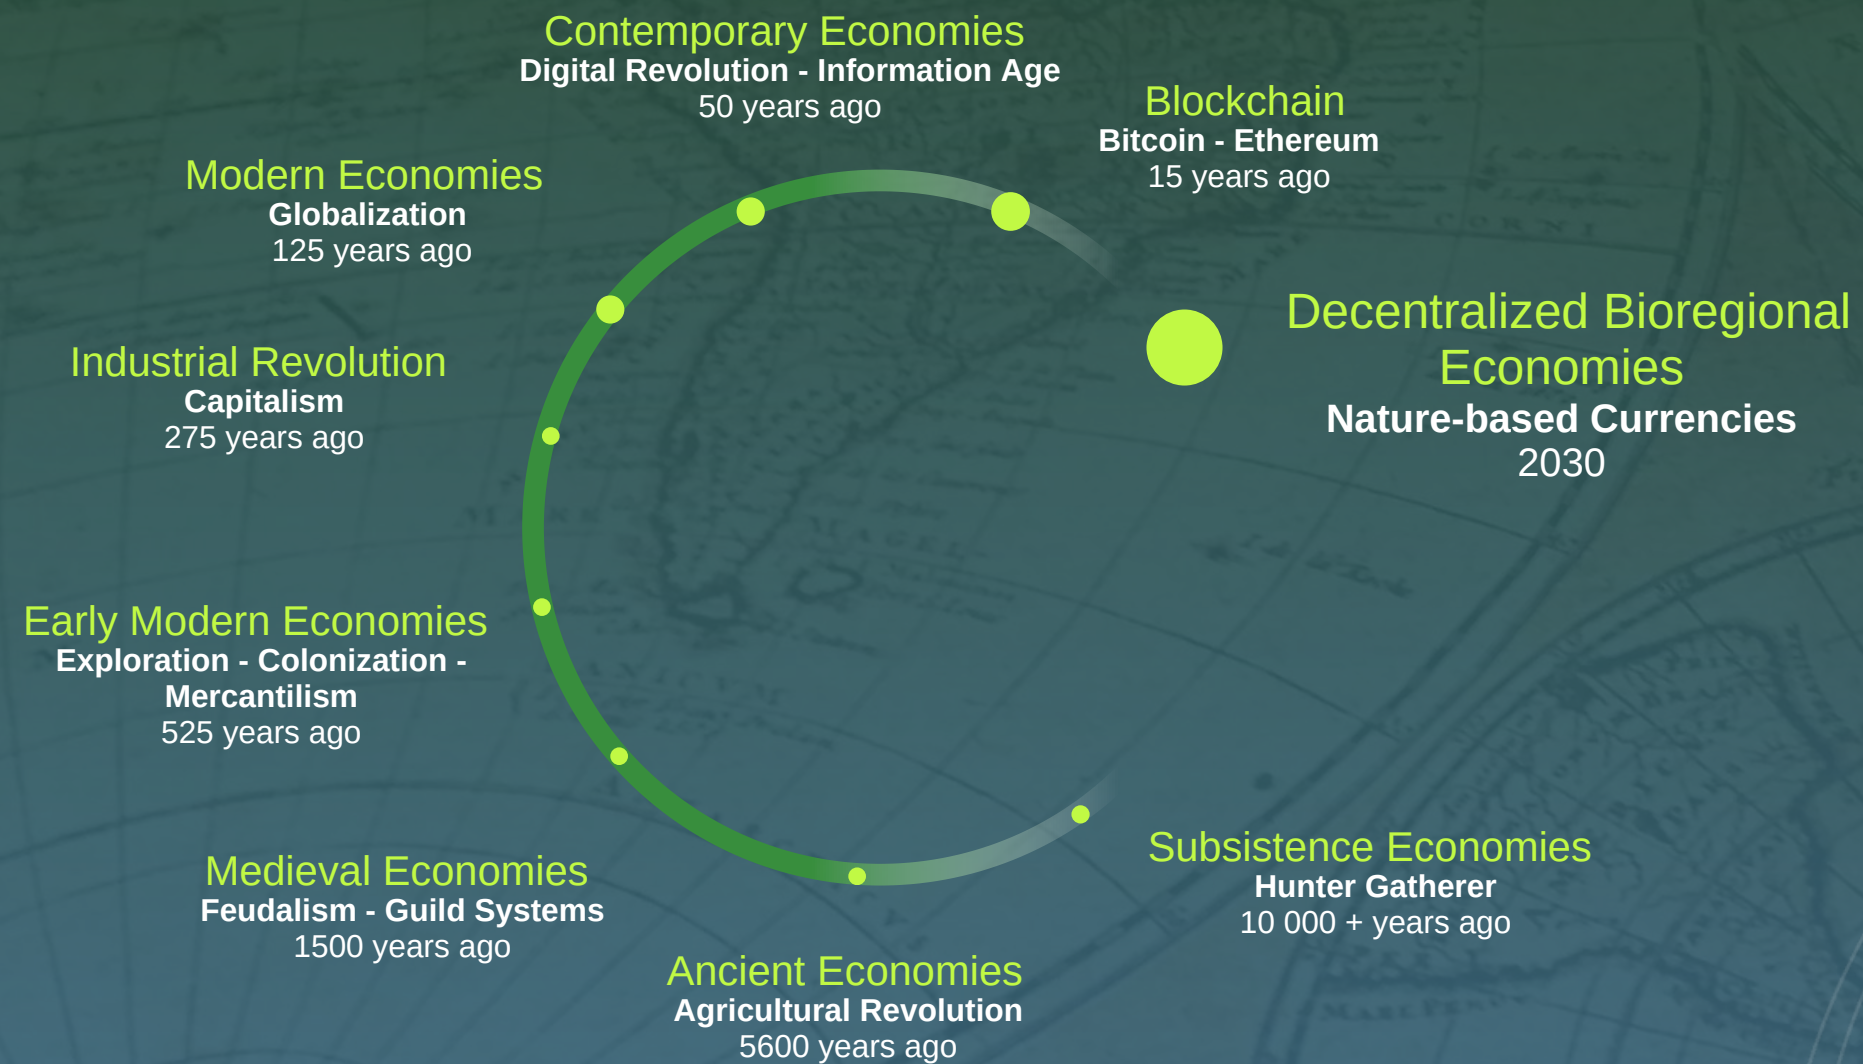 Contemporary Economies
Digital Revolution - Information Age
50 years ago
Blockchain
Bitcoin - Ethereum
15 years ago
Modern Economies
Globalization
125 years ago
Decentralized Bioregional
Economies
Nature-based Currencies
2030
Industrial Revolution
Capitalism
275 years ago
Early Modern Economies
Exploration - Colonization -
Mercantilism
525 years ago
Medieval Economies
Feudalism - Guild Systems
1500 years ago
Subsistence Economies
Hunter Gatherer
10 000 + years ago
Ancient Economies
Agricultural Revolution
5600 years ago